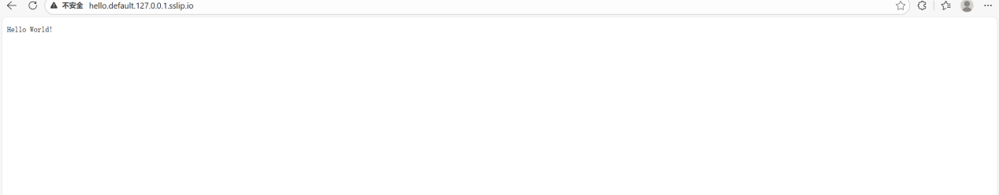 不安全 hello.default.127.0.0.1.sslip.io
Hello World!